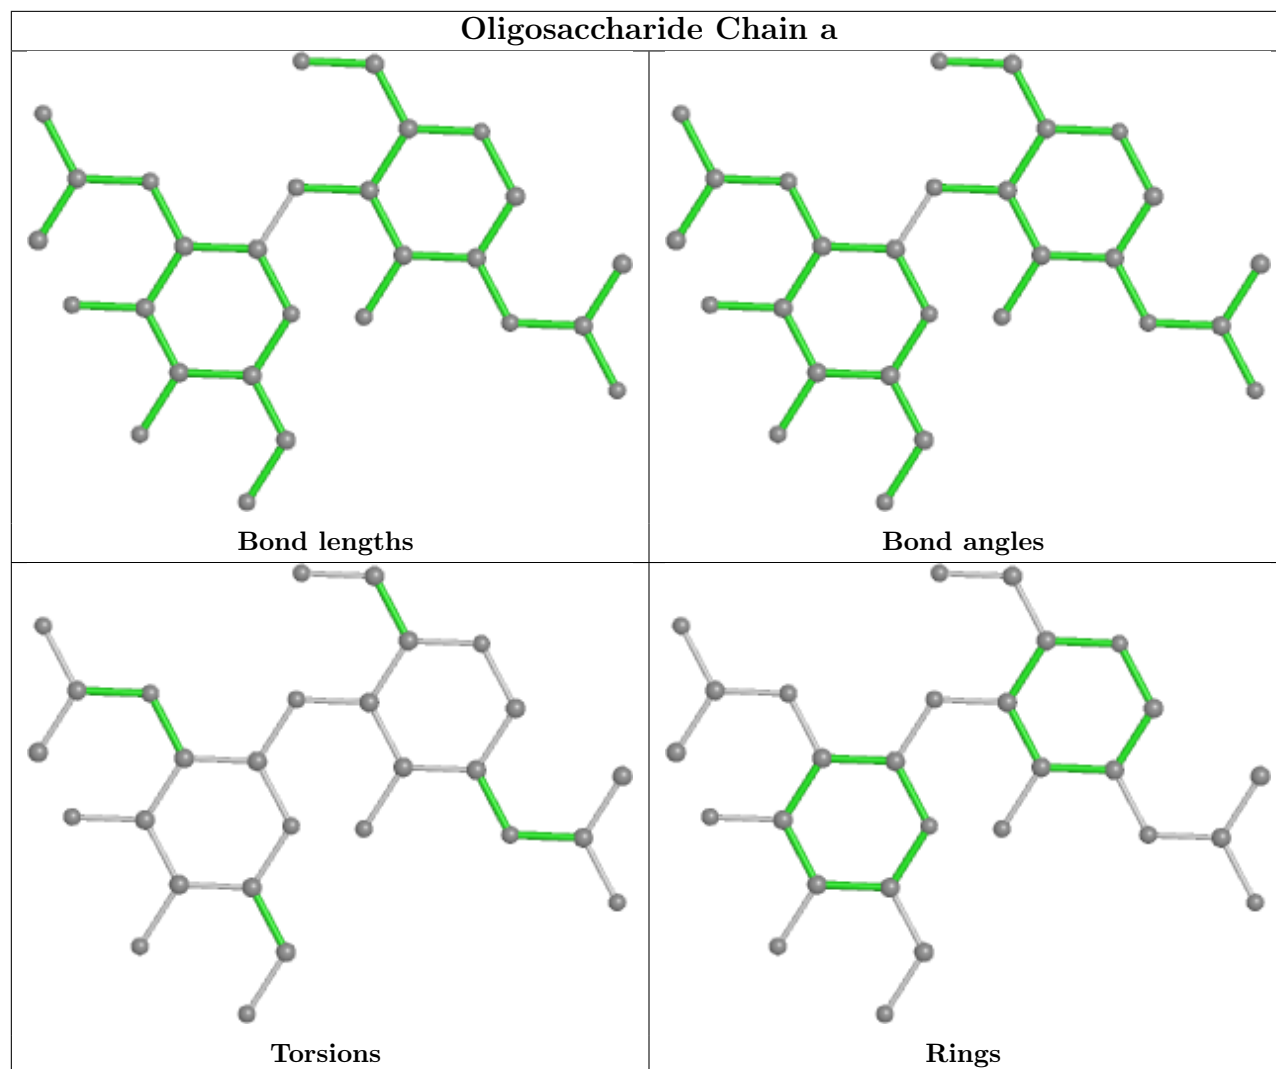 Oligosaccharide Chain a
Bond lengths
Bond angles
Torsions
Rings